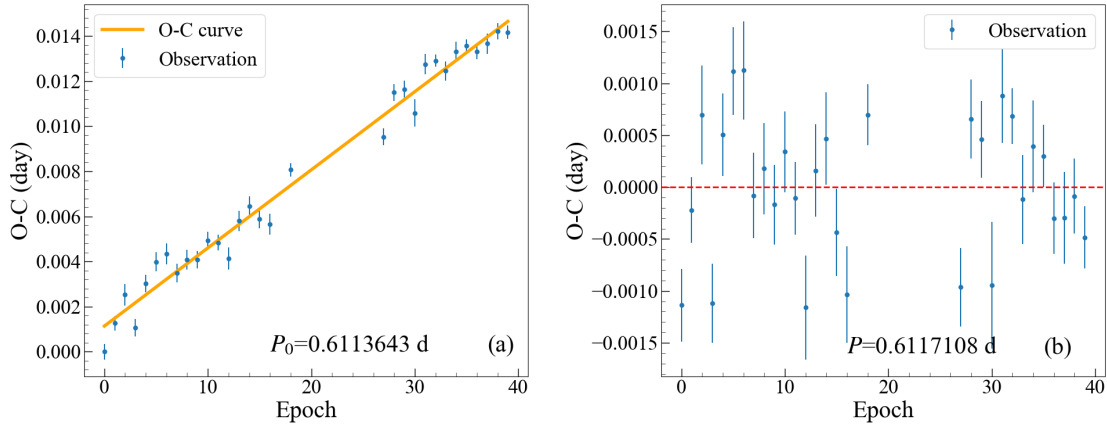 O-C curve
Observation
0.014
0.012
0.010
0.008
0.006
0.004
0.002
0.000
O-C (day)
P0=0.6113643 d
(a)
0 10 20 30 40
Epoch
Observation
0.0015
0.0010
0.0005
0.0000
−0.0005
−0.0010
−0.0015
O-C (day)
P=0.6117108 d
(b)
0 10 20 30 40
Epoch